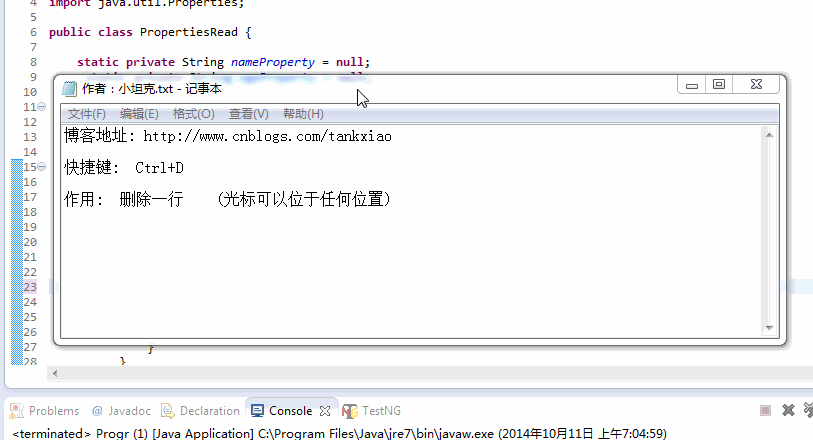 4 import java.util.Properties;
5
6 public class PropertiesRead {
7
8 static private String nameProperty = null;
9
作者：小坦克.txt - 记事本
10
文件(F) 编辑(E) 格式(O) 查看(V) 帮助(H)
11
12
博客地址: http://www.cnblogs.com/tankxiao
13
14
快捷键: Ctrl+D
15
16
作用: 删除一行 (光标可以位于任何位置)
17
18
19
20
21
22
23
24
25
26
27 }
28 }
Problems @ Javadoc Declaration Console TestNG
<terminated> Progr (1) [Java Application] C:\Program Files\Java\jre7\bin\javaw.exe (2014年10月11日 上午7:04:59)